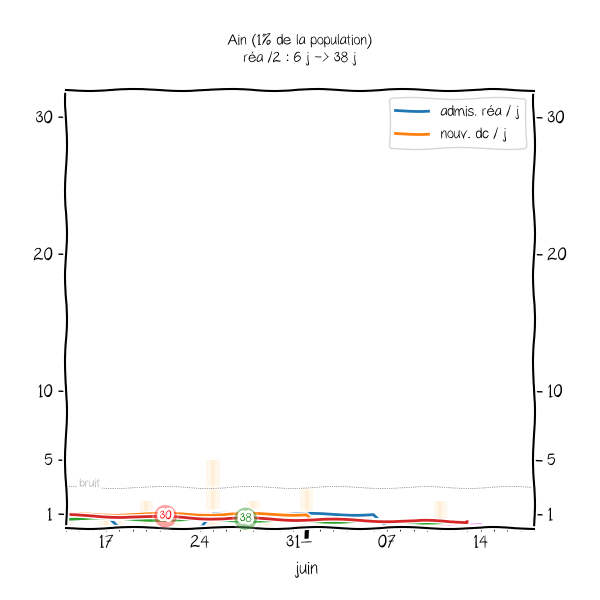 Ain (1% de la population)
réa /2 : 6 j -> 38 j
admis. réa / j
nouv. dc / j
30
30
20
20
10
10
5
5
bruit
1
1
30
38
17
24
31
07
14
juin